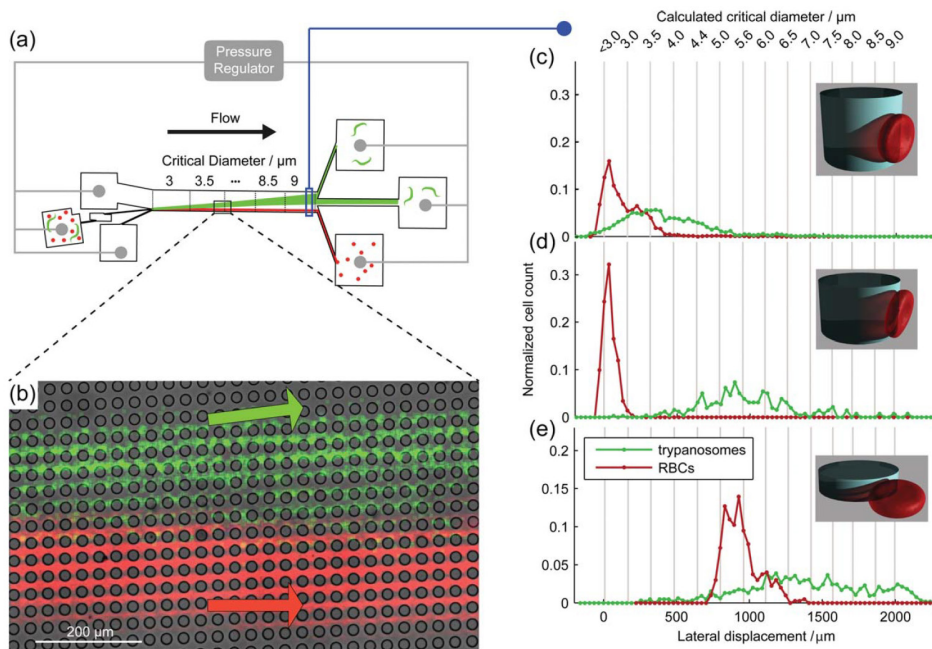 (a)
Pressure
Regulator
Flow
Critical Diameter / µm
3 3.5 ... 8.5 9
(b)
200 µm
Calculated critical diameter / µm
<3.0 3.0 3.5 4.0 4.5 5.0 5.6 6.0 6.5 7.0 7.5 8.0 8.5 9.0
(c)
0.3
0.2
0.1
0
(d)
0.3
0.2
0.1
0
Normalized cell count
(e)
0.2
0.15
0.1
0.05
0
trypanosomes
RBCs
0 500 1000 1500 2000
Lateral displacement / µm